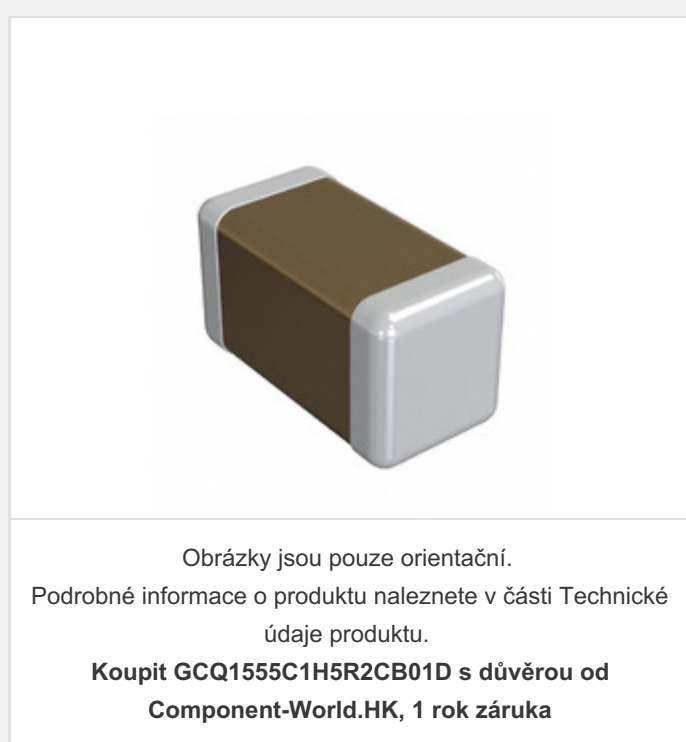 Obrázky jsou pouze orientační.
Podrobné informace o produktu naleznete v části Technické
údaje produktu.
Koupit GCQ1555C1H5R2CB01D s důvěrou od
Component-World.HK, 1 rok záruka